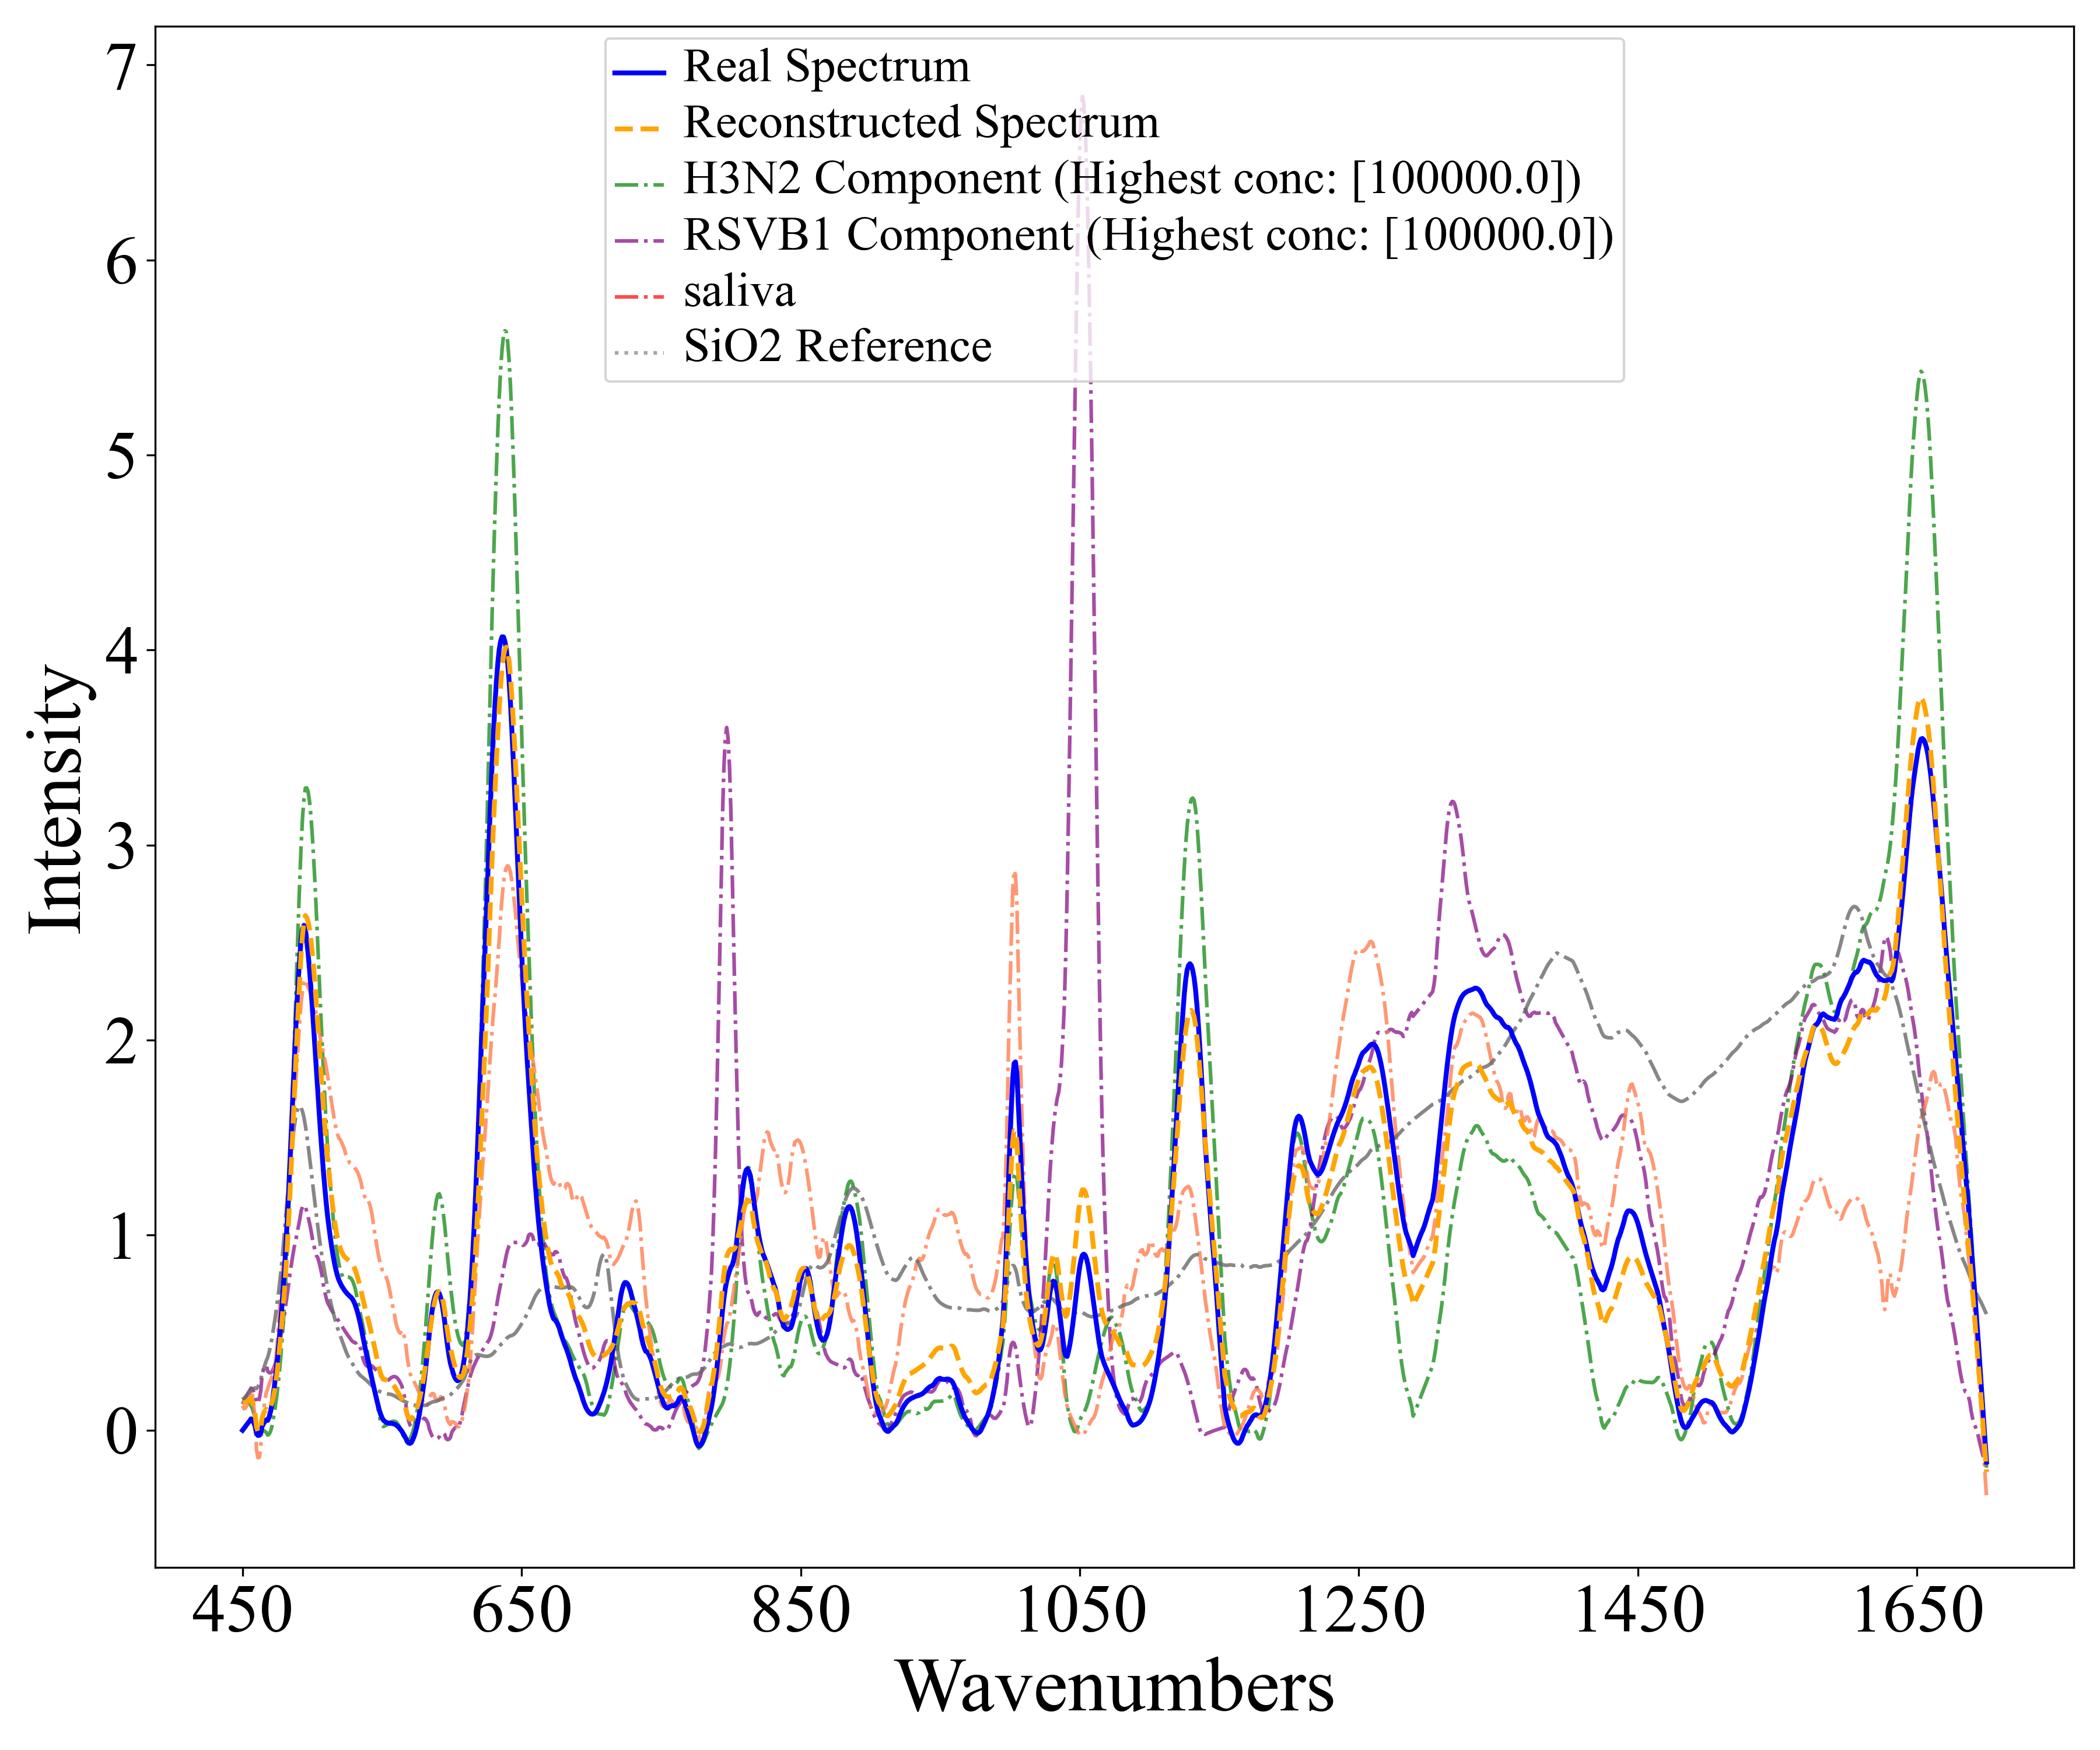 Real Spectrum
Reconstructed Spectrum
H3N2 Component (Highest conc: [100000.0])
RSVB1 Component (Highest conc: [100000.0])
saliva
SiO2 Reference
7
6
5
4
3
2
1
0
Intensity
450 650 850 1050 1250 1450 1650
Wavenumbers